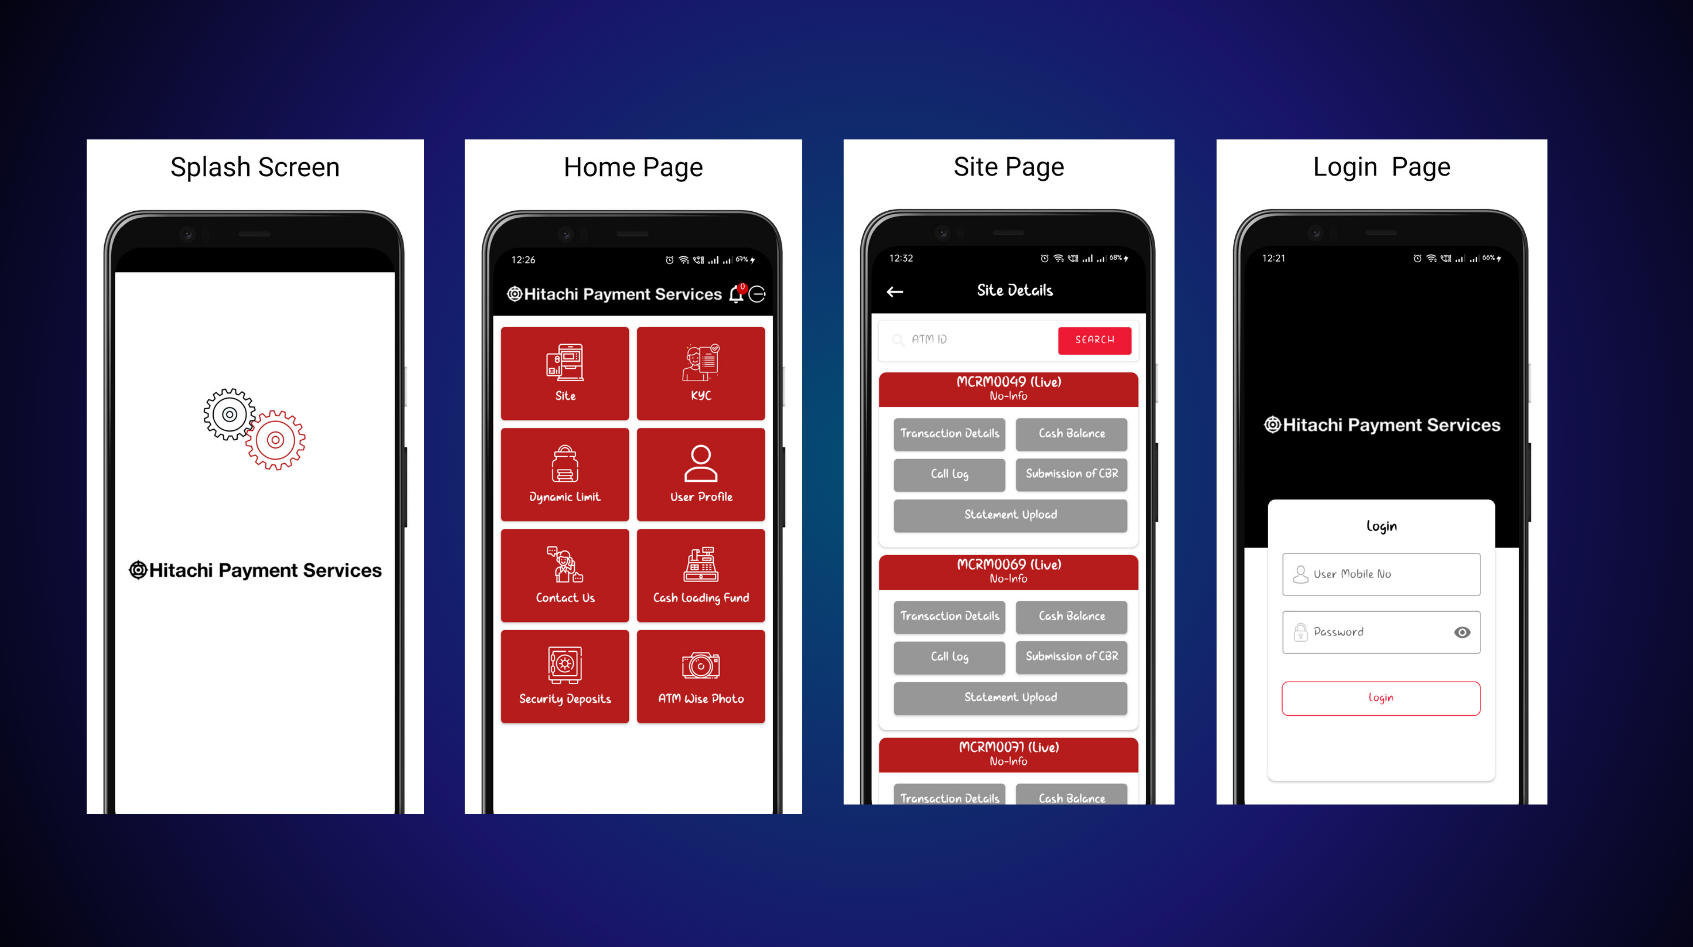 Splash Screen
Hitachi Payment Services
Home Page
12:26
67%
Hitachi Payment Services
0
Site
KYC
Dynamic Limit
User Profile
Contact Us
Cash Loading Fund
Security Deposits
ATM Wise Photo
Site Page
12:32
68%
Site Details
ATM ID
SEARCH
MCRM0049 (Live)
No-Info
Transaction Details
Cash Balance
Call Log
Submission of CBR
Statement Upload
MCRM0069 (Live)
No-Info
Transaction Details
Cash Balance
Call Log
Submission of CBR
Statement Upload
MCRM0071 (Live)
No-Info
Transaction Details
Cash Balance
Login Page
12:21
66%
Hitachi Payment Services
Login
User Mobile No
Password
Login